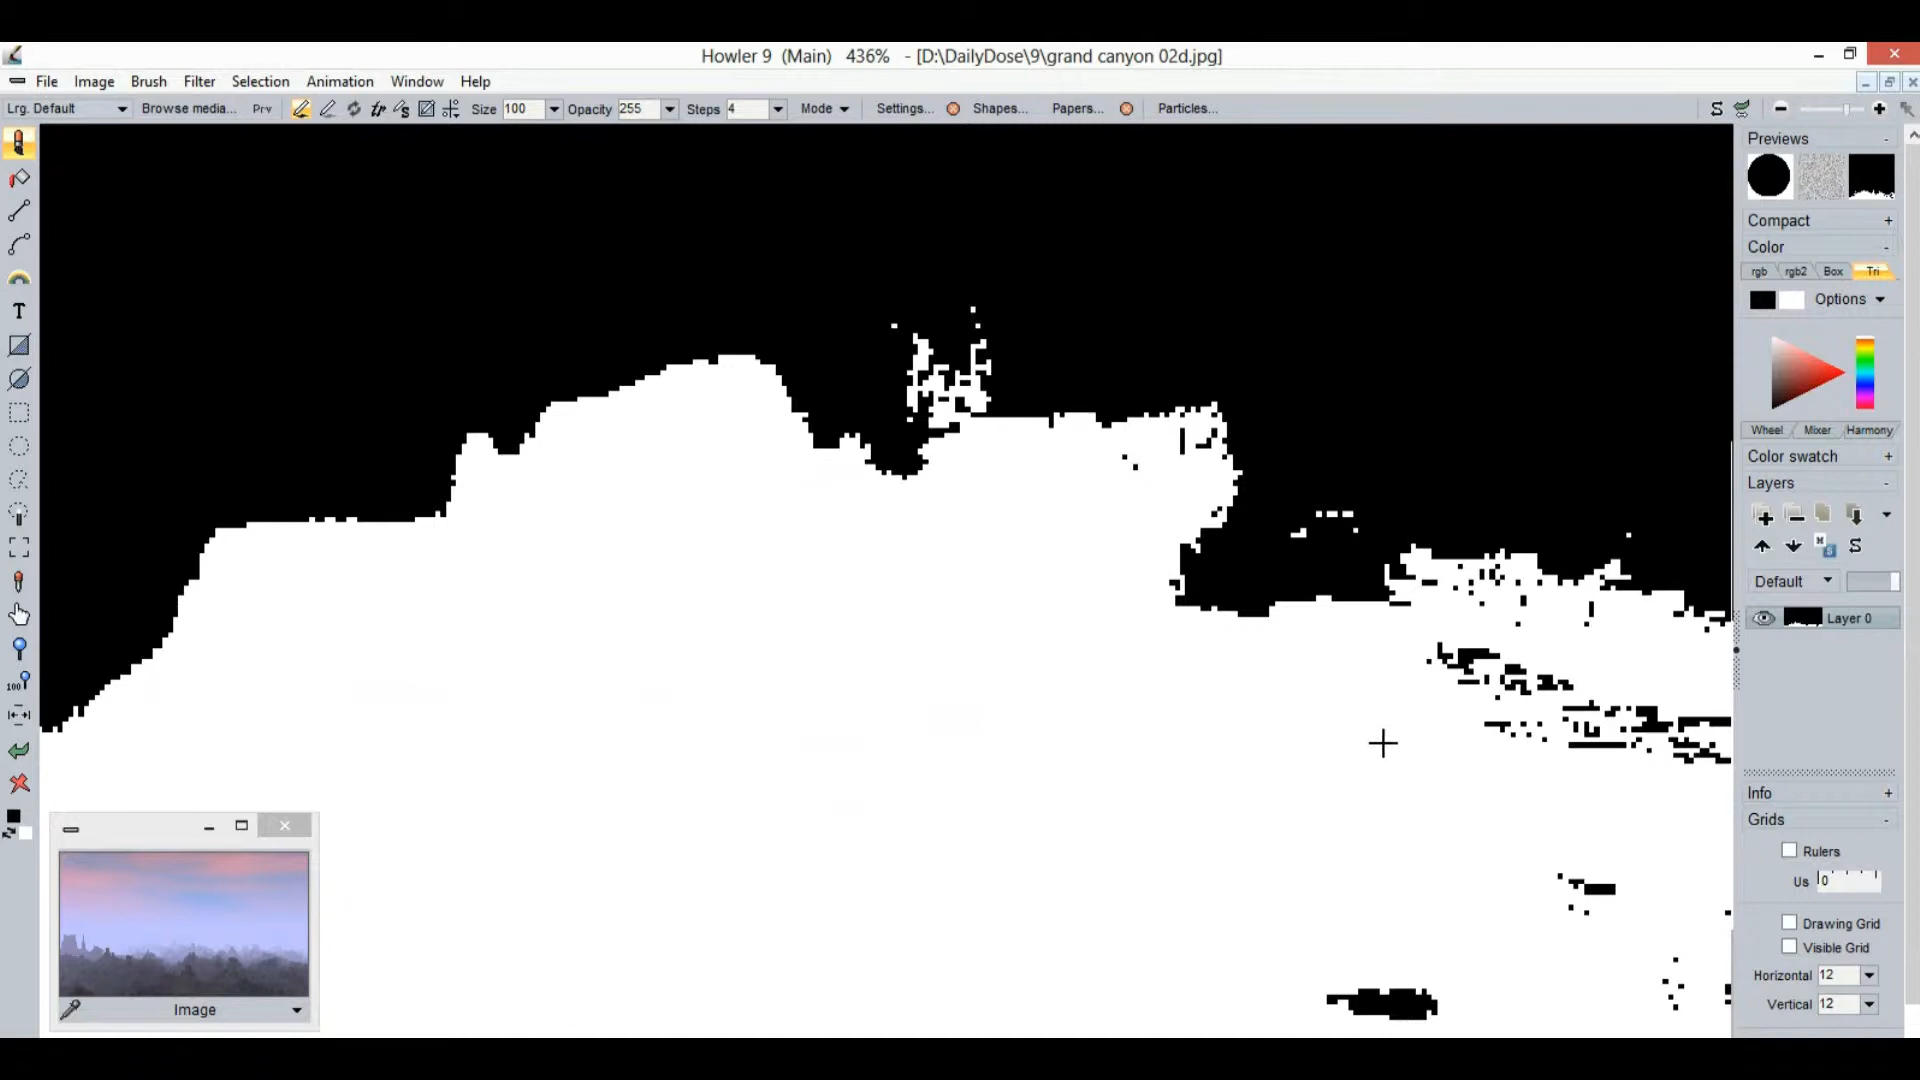 Howler 9 (Main) 436% - [D:\DailyDose\9\grand canyon 02d.jpg]
File Image Brush Filter Selection Animation Window Help
Lrg. Default Browse media... Prv Size 100 Opacity 255 Steps 4 Mode Settings... Shapes... Papers... Particles...
Previews
Compact
Color
rgb rgb2 Box Tri
Options
Wheel Mixer Harmony
Color swatch
Layers
Default
Layer 0
T
100
Info
Grids
Rulers
Us 0
Drawing Grid
Visible Grid
Horizontal 12
Vertical 12
Image